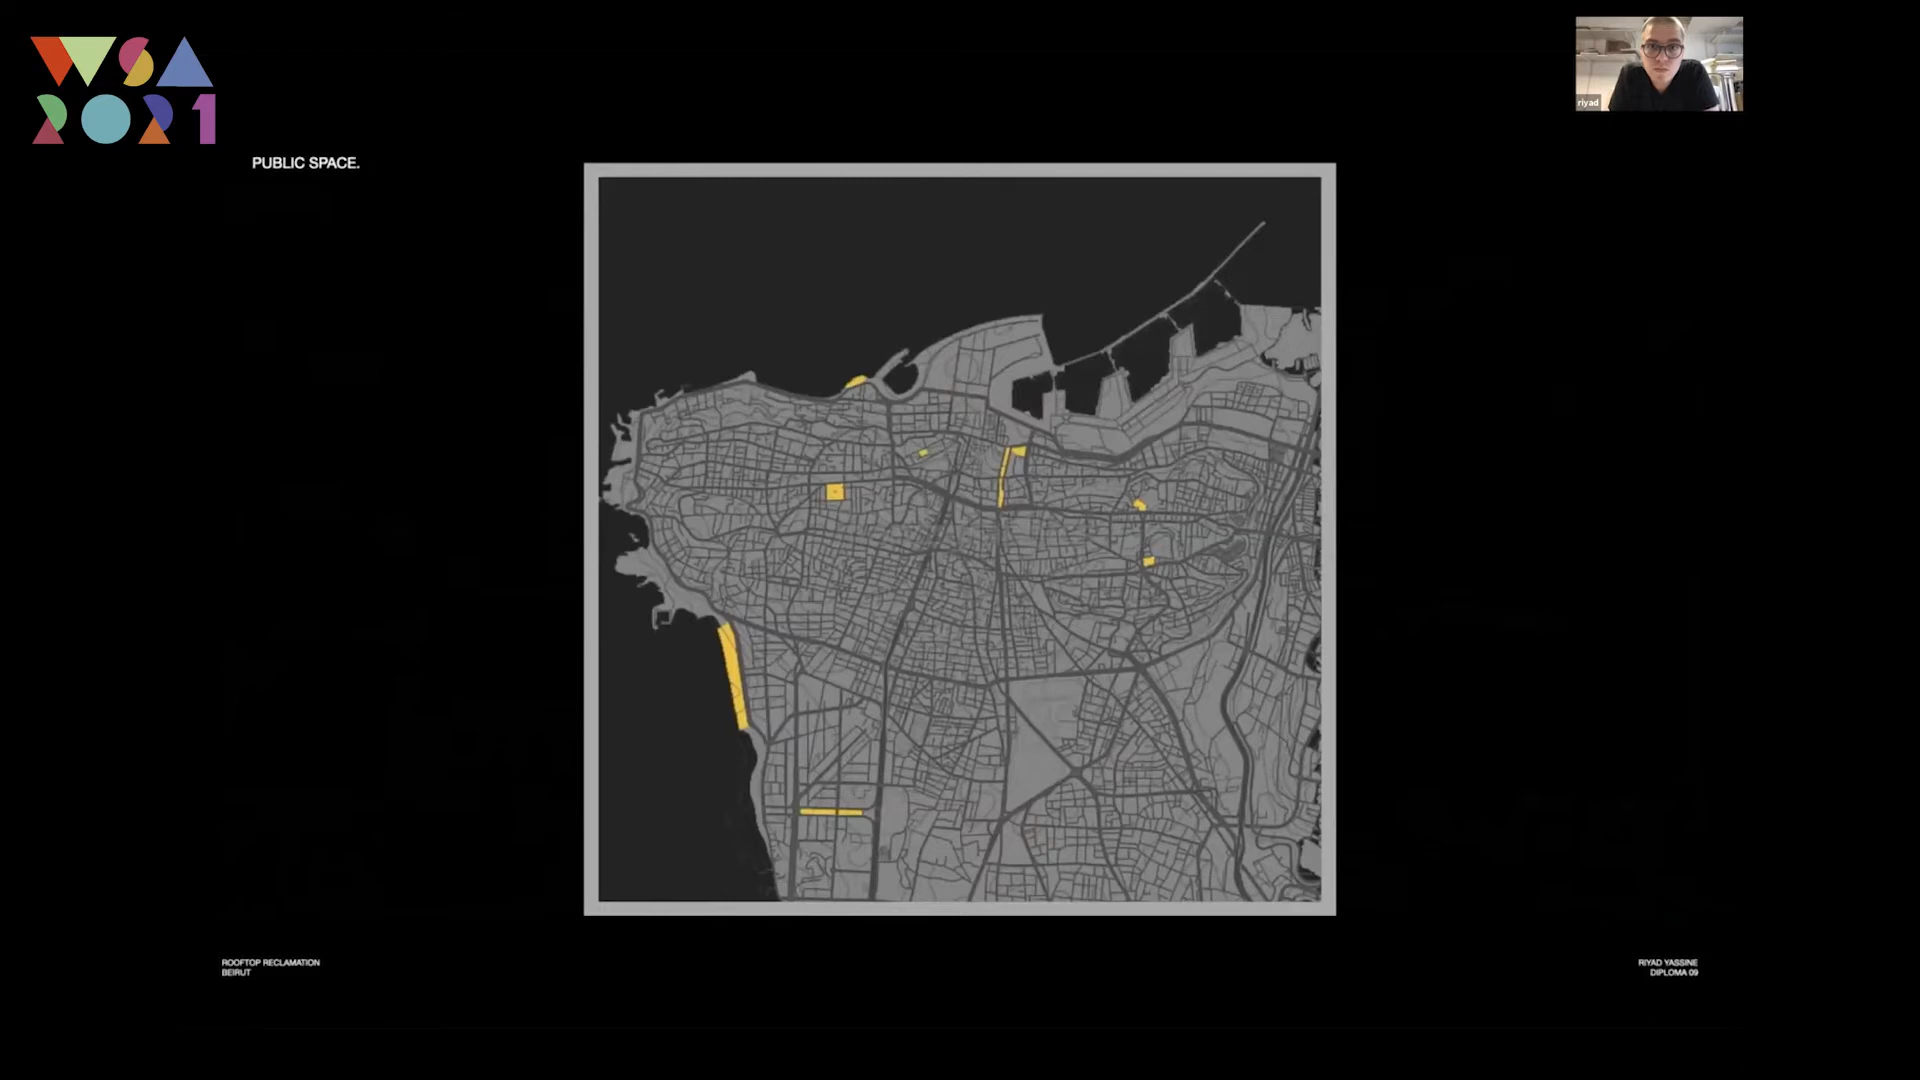 WSA
2021
riyad
PUBLIC SPACE.
ROOFTOP RECLAMATION
BEIRUT
RIYAD YASSINE
DIPLOMA 09